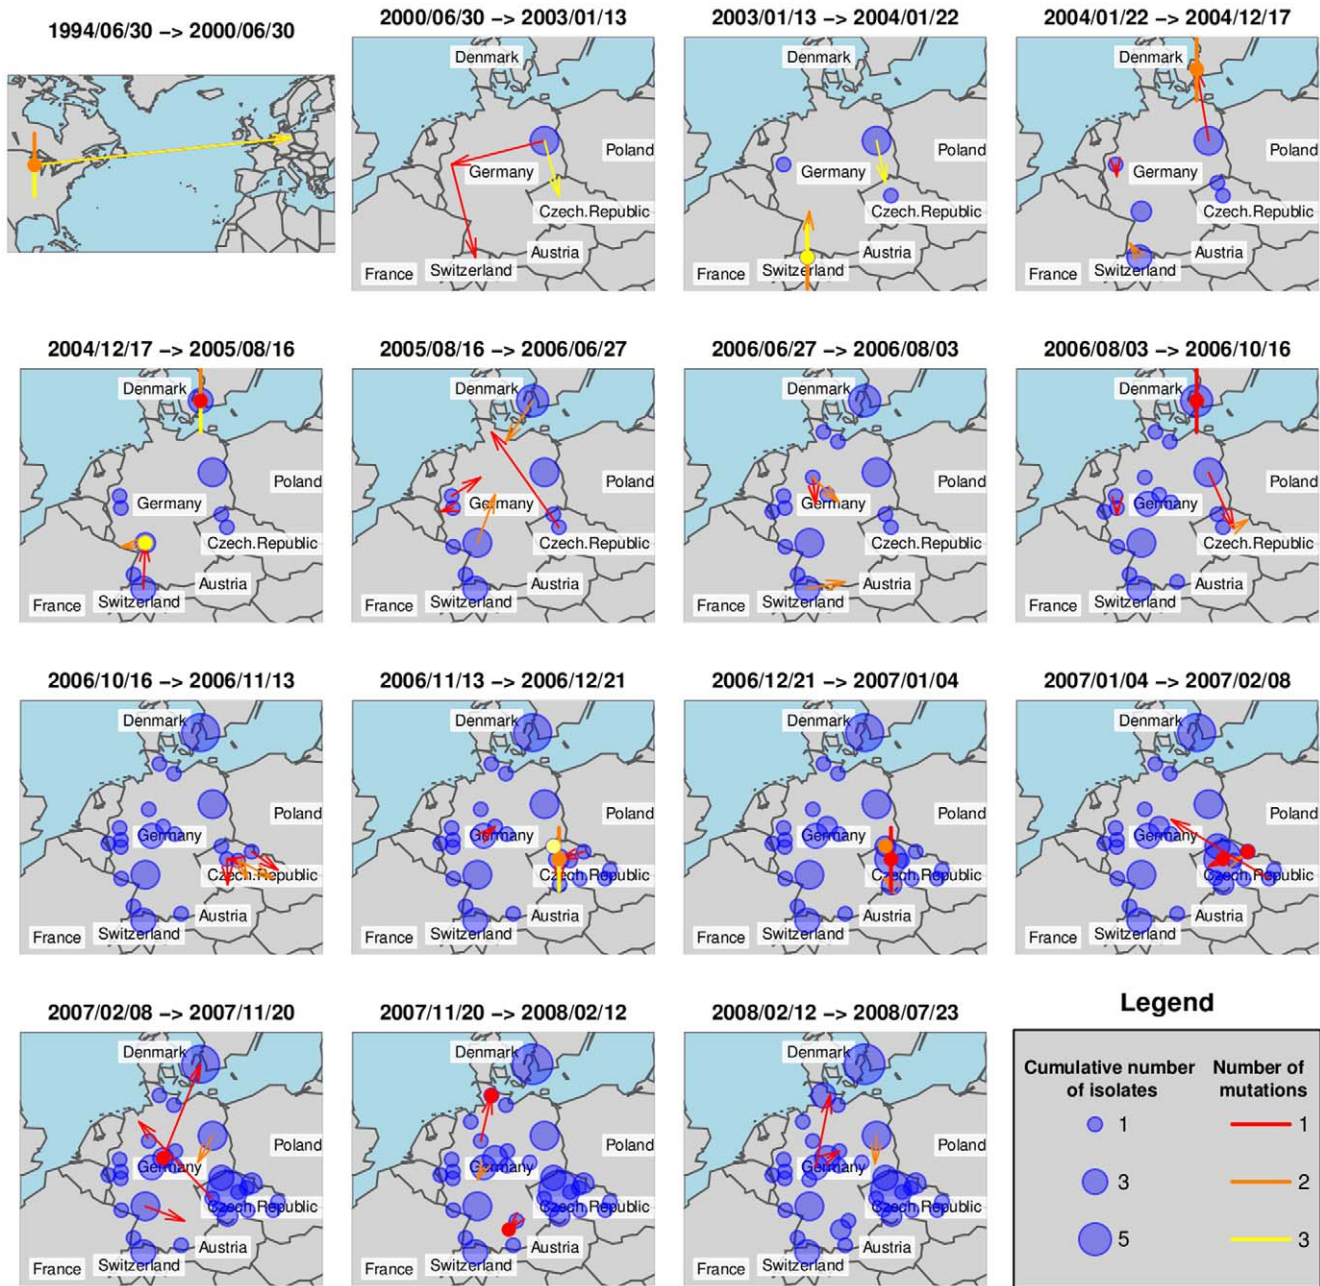 1994/06/30 −> 2000/06/30
2000/06/30 −> 2003/01/13
Denmark
Poland
Germany
Czech.Republic
Austria
Switzerland
France
2003/01/13 −> 2004/01/22
Denmark
Poland
Germany
Czech.Republic
Austria
Switzerland
France
2004/01/22 −> 2004/12/17
Denmark
Poland
Germany
Czech.Republic
Austria
Switzerland
France
2004/12/17 −> 2005/08/16
Denmark
Poland
Germany
Czech.Republic
Austria
Switzerland
France
2005/08/16 −> 2006/06/27
Denmark
Poland
Germany
Czech.Republic
Austria
Switzerland
France
2006/06/27 −> 2006/08/03
Denmark
Poland
Germany
Czech.Republic
Austria
Switzerland
France
2006/08/03 −> 2006/10/16
Denmark
Poland
Germany
Czech.Republic
Austria
Switzerland
France
2006/10/16 −> 2006/11/13
Denmark
Poland
Germany
Czech.Republic
Austria
Switzerland
France
2006/11/13 −> 2006/12/21
Denmark
Poland
Germany
Czech.Republic
Austria
Switzerland
France
2006/12/21 −> 2007/01/04
Denmark
Poland
Germany
Czech.Republic
Austria
Switzerland
France
2007/01/04 −> 2007/02/08
Denmark
Poland
Germany
Czech.Republic
Austria
Switzerland
France
2007/02/08 −> 2007/11/20
Denmark
Poland
Germany
Czech.Republic
Austria
Switzerland
France
2007/11/20 −> 2008/02/12
Denmark
Poland
Germany
Czech.Republic
Austria
Switzerland
France
2008/02/12 −> 2008/07/23
Denmark
Poland
Germany
Czech.Republic
Austria
Switzerland
France
Legend
Cumulative number
of isolates
1
3
5
Number of
mutations
1
2
3